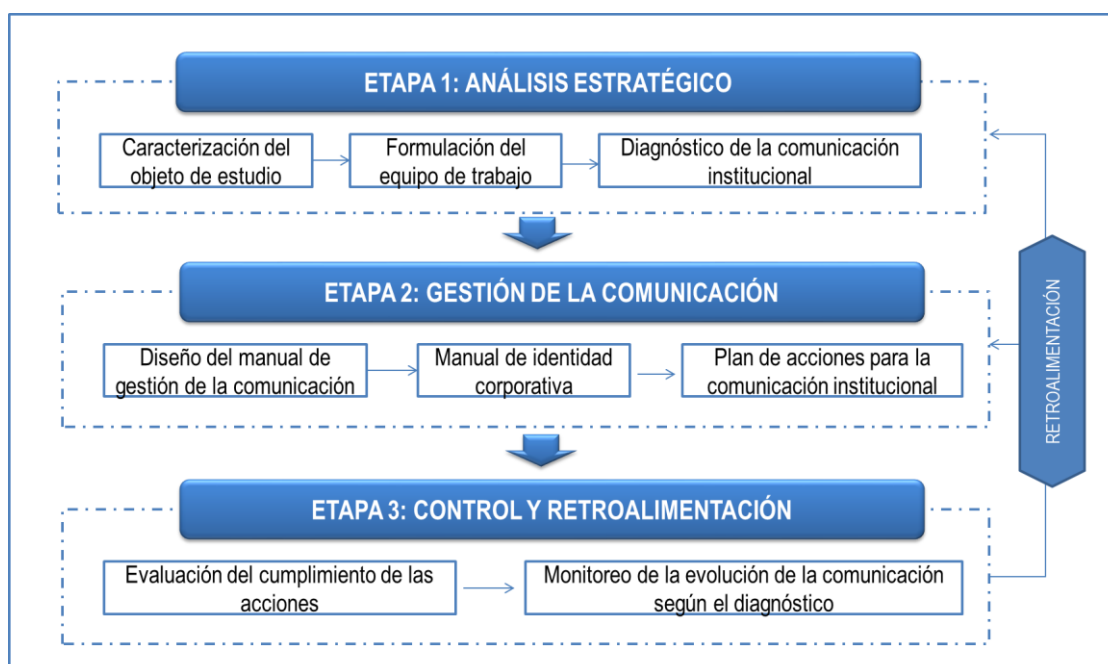 ETAPA 1: ANÁLISIS ESTRATÉGICO
Caracterización del
objeto de estudio
Formulación del
equipo de trabajo
Diagnóstico de la comunicación
institucional
ETAPA 2: GESTIÓN DE LA COMUNICACIÓN
Diseño del manual de
gestión de la comunicación
Manual de identidad
corporativa
Plan de acciones para la
comunicación institucional
RETROALIMENTACIÓN
ETAPA 3: CONTROL Y RETROALIMENTACIÓN
Evaluación del cumplimiento de las
acciones
Monitoreo de la evolución de la comunicación
según el diagnóstico